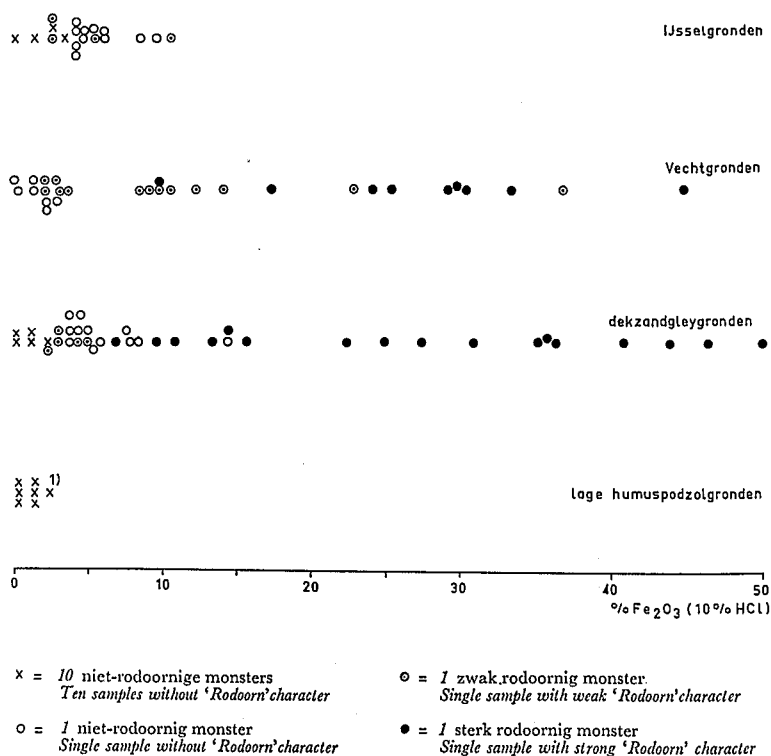 IJsselgronden
Vechtgronden
dekzandgleygronden
1)
lage humuspodzolgronden
0 10 20 30 40 50
% Fe₂O₃ (10% HCl)
x = 10 niet-rodoornige monsters
Ten samples without 'Rodoorn' character
o = 1 niet-rodoornig monster
Single sample without 'Rodoorn' character
⊙ = 1 zwak rodoornig monster
Single sample with weak 'Rodoorn' character
● = 1 sterk rodoornig monster
Single sample with strong 'Rodoorn' character